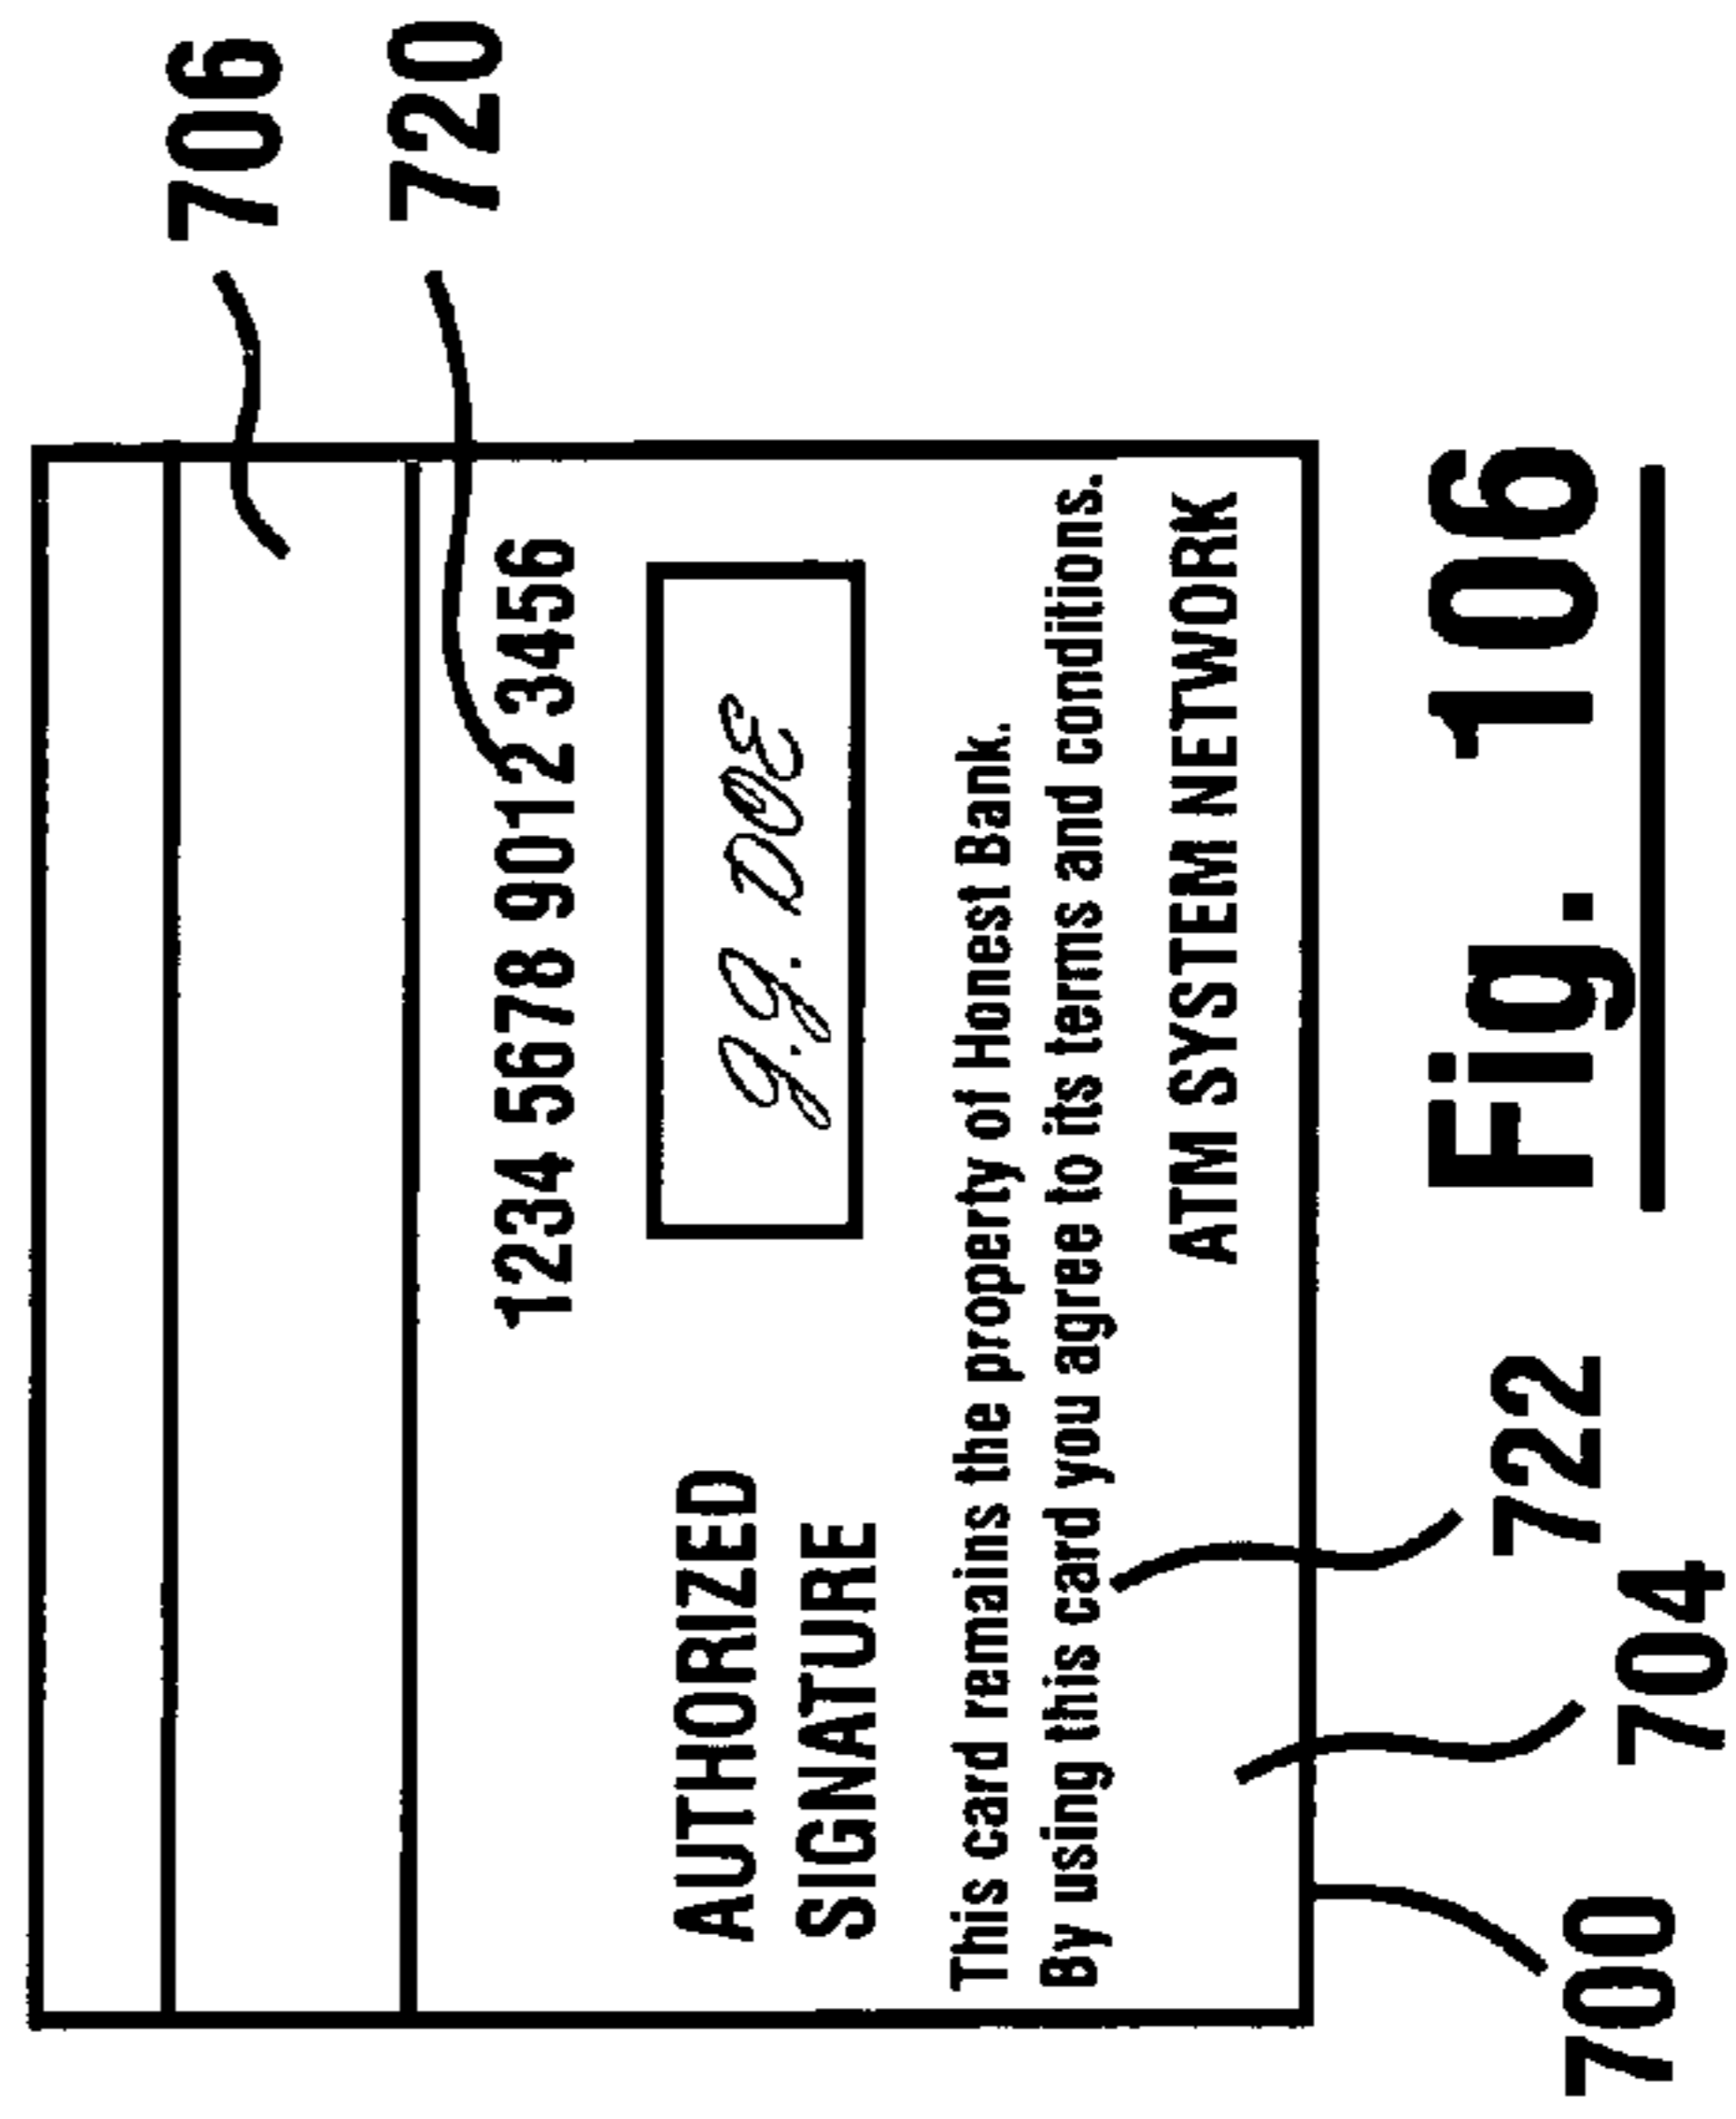 706
720
1234 5678 9012 3456
AUTHORIZED
SIGNATURE
J.J. DOE
This card remains the property of Honest Bank.
By using this card you agree to its terms and conditions.
ATM SYSTEM NETWORK
722
704
700
Fig. 106